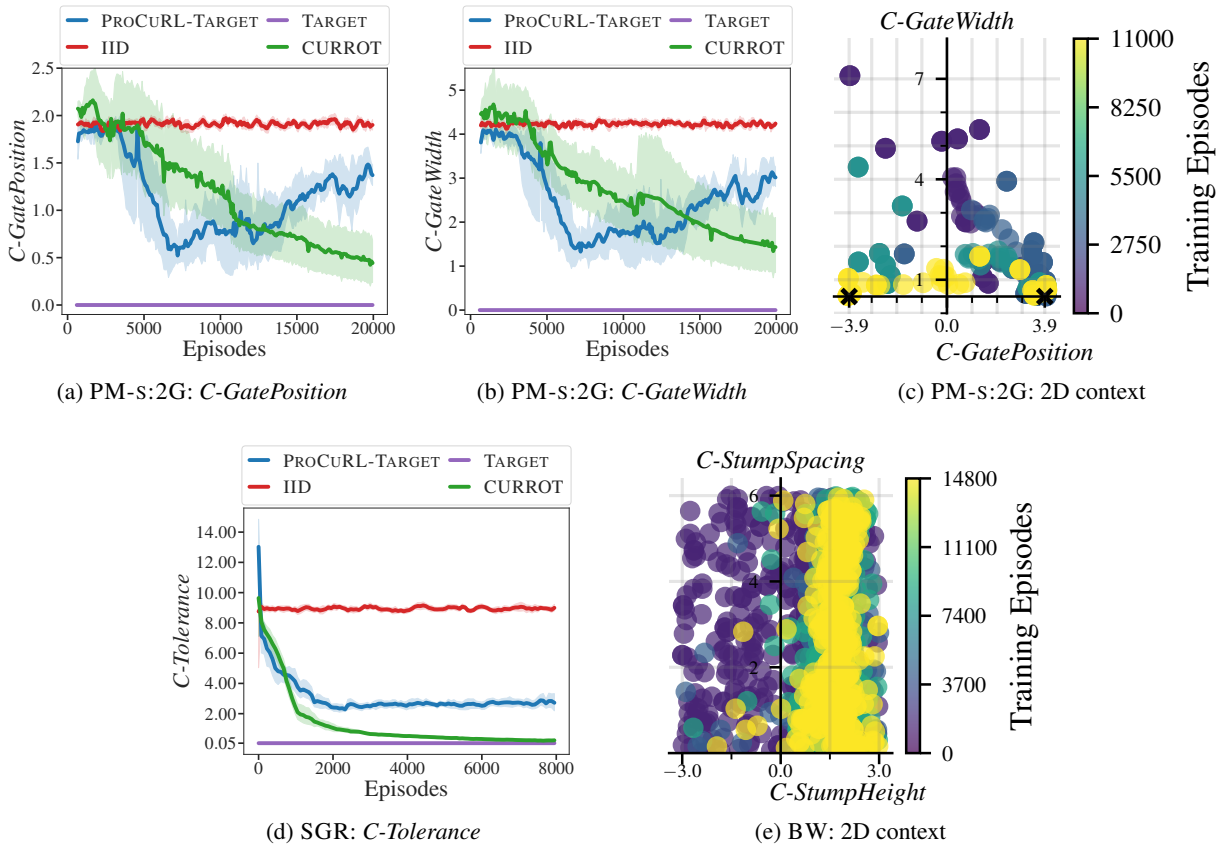 PROCURL-TARGET TARGET
IID CURROT
2.5
2.0
1.5
1.0
0.5
0.0
C-GatePosition
0 5000 10000 15000 20000
Episodes
(a) PM-S:2G: C-GatePosition
PROCURL-TARGET TARGET
IID CURROT
5
4
3
2
1
0
C-GateWidth
0 5000 10000 15000 20000
Episodes
(b) PM-S:2G: C-GateWidth
C-GateWidth
7
4
1
−3.9 0.0 3.9
C-GatePosition
11000
8250
5500
2750
0
Training Episodes
(c) PM-S:2G: 2D context
PROCURL-TARGET TARGET
IID CURROT
14.00
12.00
10.00
8.00
6.00
4.00
2.00
0.05
C-Tolerance
0 2000 4000 6000 8000
Episodes
(d) SGR: C-Tolerance
C-StumpSpacing
6
4
2
−3.0 0.0 3.0
C-StumpHeight
14800
11100
7400
3700
0
Training Episodes
(e) BW: 2D context